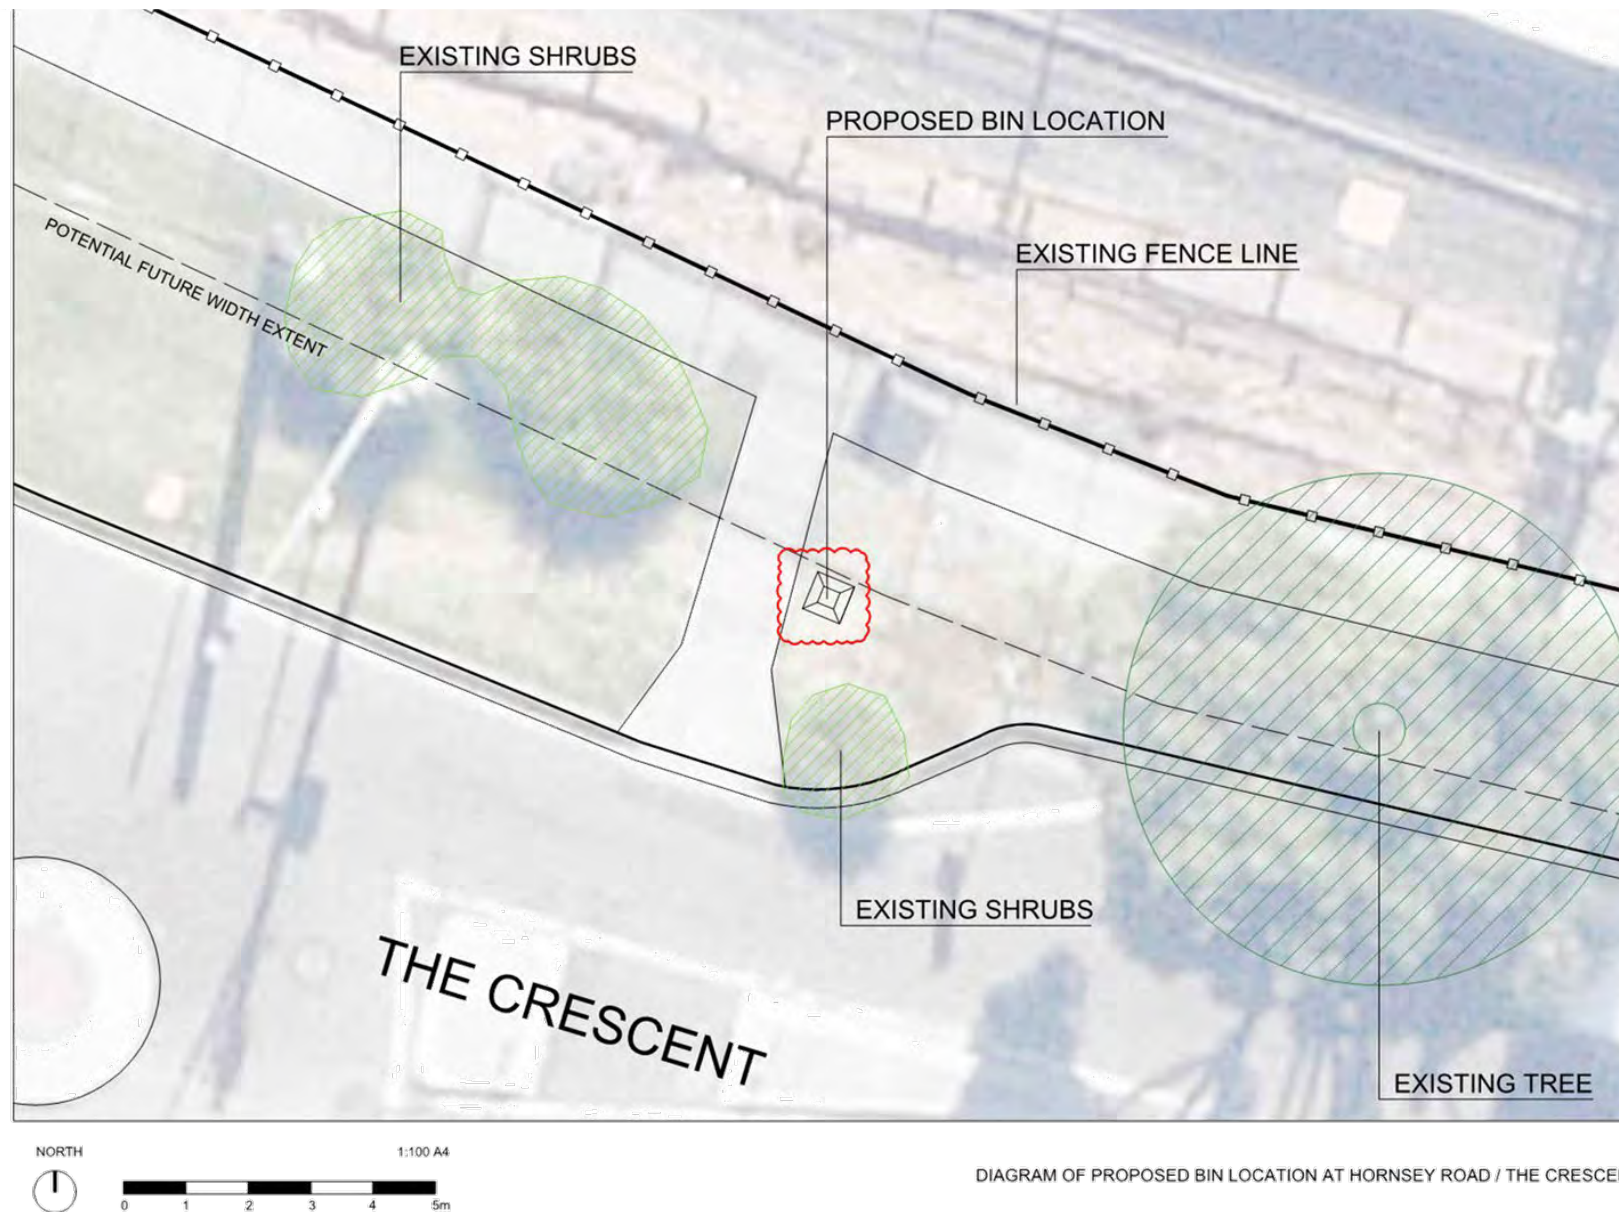 EXISTING SHRUBS
PROPOSED BIN LOCATION
EXISTING FENCE LINE
POTENTIAL FUTURE WIDTH EXTENT
EXISTING SHRUBS
THE CRESCENT
EXISTING TREE
NORTH
1:100 A4
0 1 2 3 4 5m
DIAGRAM OF PROPOSED BIN LOCATION AT HORNSEY ROAD / THE CRESCE